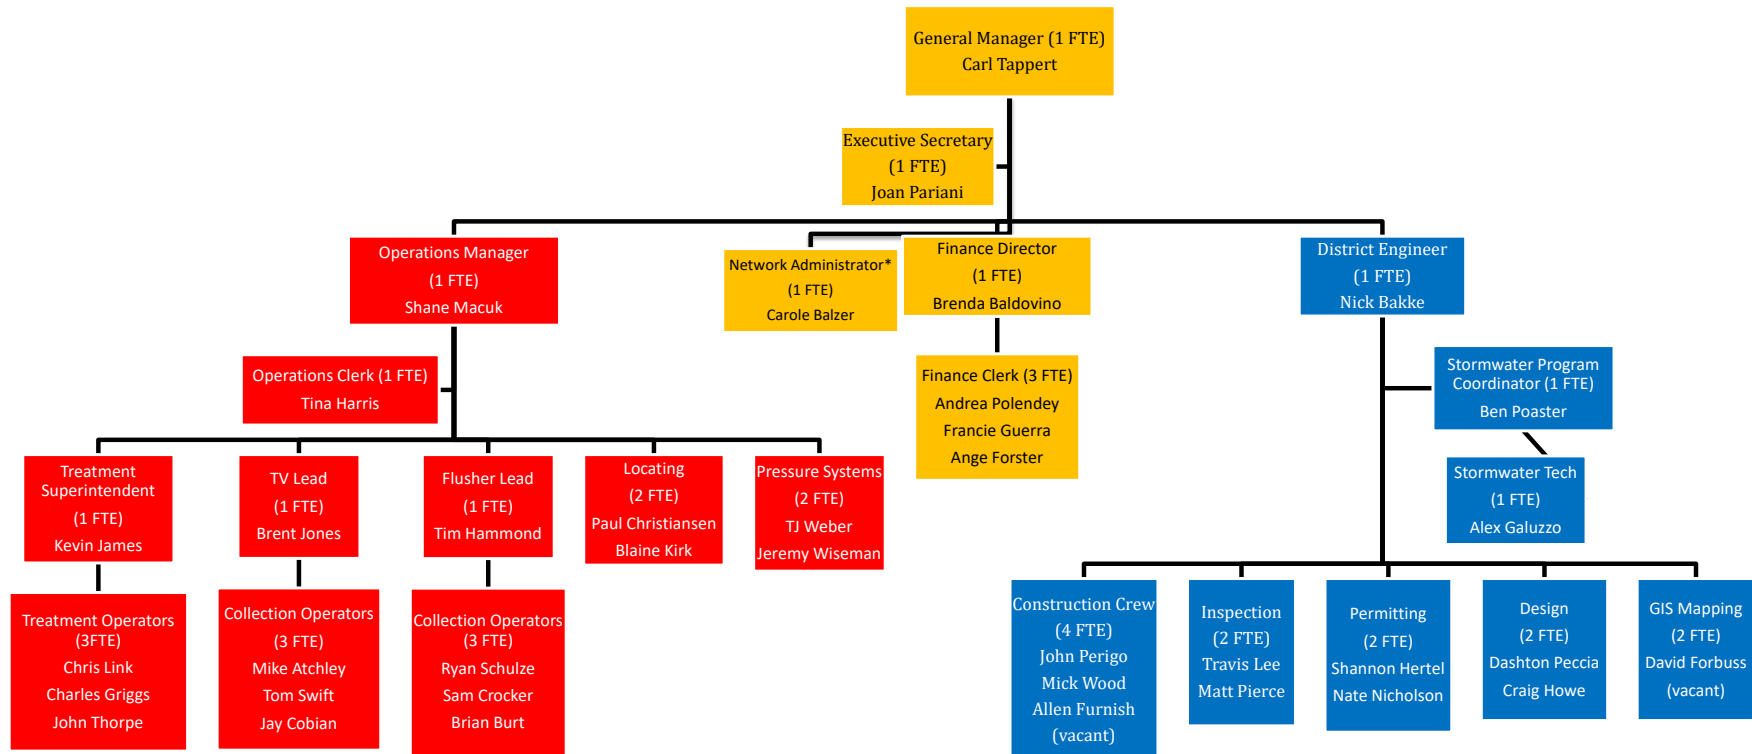 General Manager (1 FTE)
Carl Tappert
Executive Secretary
(1 FTE)
Joan Pariani
Operations Manager
(1 FTE)
Shane Macuk
Network Administrator*
(1 FTE)
Carole Balzer
Finance Director
(1 FTE)
Brenda Baldovino
District Engineer
(1 FTE)
Nick Bakke
Operations Clerk (1 FTE)
Tina Harris
Finance Clerk (3 FTE)
Andrea Polendey
Francie Guerra
Ange Forster
Stormwater Program
Coordinator (1 FTE)
Ben Poaster
Stormwater Tech
(1 FTE)
Alex Galuzzo
Treatment
Superintendent
(1 FTE)
Kevin James
TV Lead
(1 FTE)
Brent Jones
Flusher Lead
(1 FTE)
Tim Hammond
Locating
(2 FTE)
Paul Christiansen
Blaine Kirk
Pressure Systems
(2 FTE)
TJ Weber
Jeremy Wiseman
Treatment Operators
(3FTE)
Chris Link
Charles Griggs
John Thorpe
Collection Operators
(3 FTE)
Mike Atchley
Tom Swift
Jay Cobian
Collection Operators
(3 FTE)
Ryan Schulze
Sam Crocker
Brian Burt
Construction Crew
(4 FTE)
John Perigo
Mick Wood
Allen Furnish
(vacant)
Inspection
(2 FTE)
Travis Lee
Matt Pierce
Permitting
(2 FTE)
Shannon Hertel
Nate Nicholson
Design
(2 FTE)
Dashton Peccia
Craig Howe
GIS Mapping
(2 FTE)
David Forbuss
(vacant)